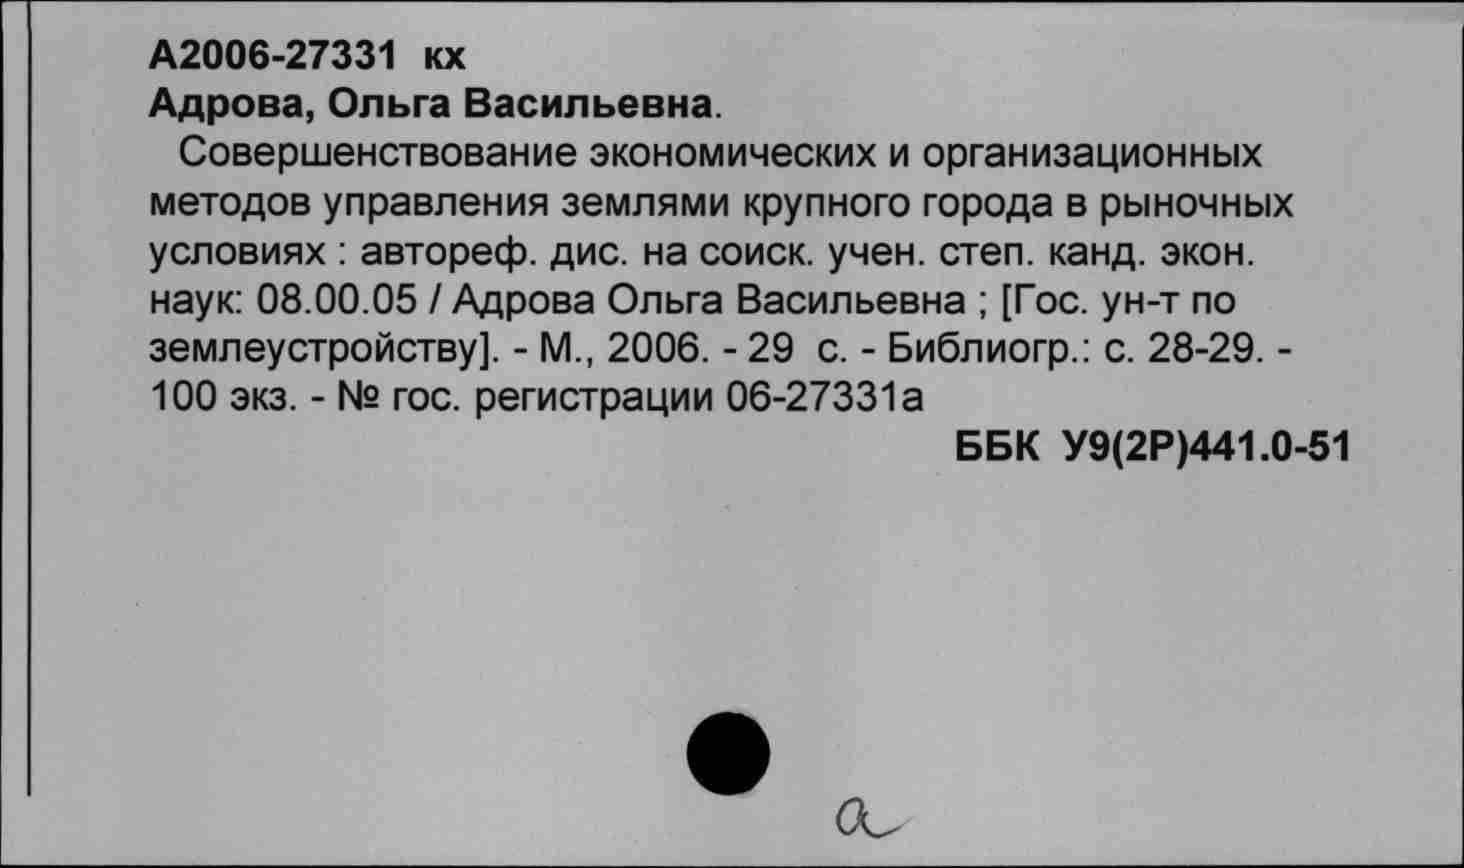 А2006-27331 кх
Адрова, Ольга Васильевна.
Совершенствование экономических и организационных
методов управления землями крупного города в рыночных
условиях : автореф. дис. на соиск. учен. степ. канд. экон.
наук: 08.00.05 / Адрова Ольга Васильевна ; [Гос. ун-т по
землеустройству]. - М., 2006. - 29 с. - Библиогр.: с. 28-29. -
100 экз. - № гос. регистрации 06-27331а
ББК У9(2Р)441.0-51
а